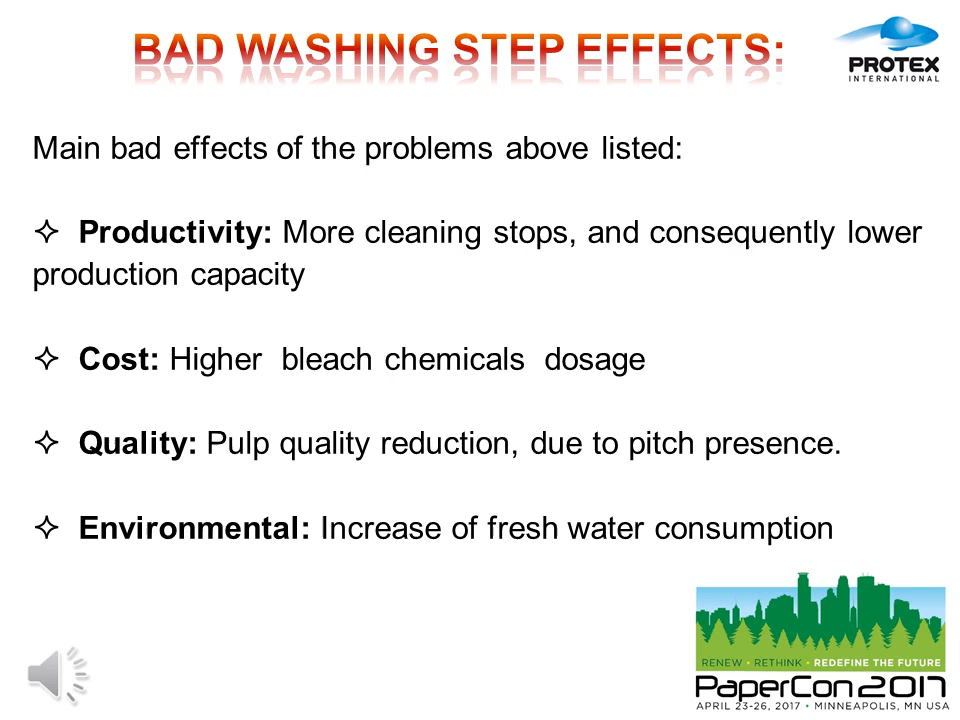 BAD WASHING STEP EFFECTS:
PROTEX
INTERNATIONAL
Main bad effects of the problems above listed:
✧ Productivity: More cleaning stops, and consequently lower
production capacity
✧ Cost: Higher  bleach chemicals  dosage
✧ Quality: Pulp quality reduction, due to pitch presence.
✧ Environmental: Increase of fresh water consumption
RENEW • RETHINK • REDEFINE THE FUTURE
PaperCon 2017
APRIL 23-26, 2017 • MINNEAPOLIS, MN USA